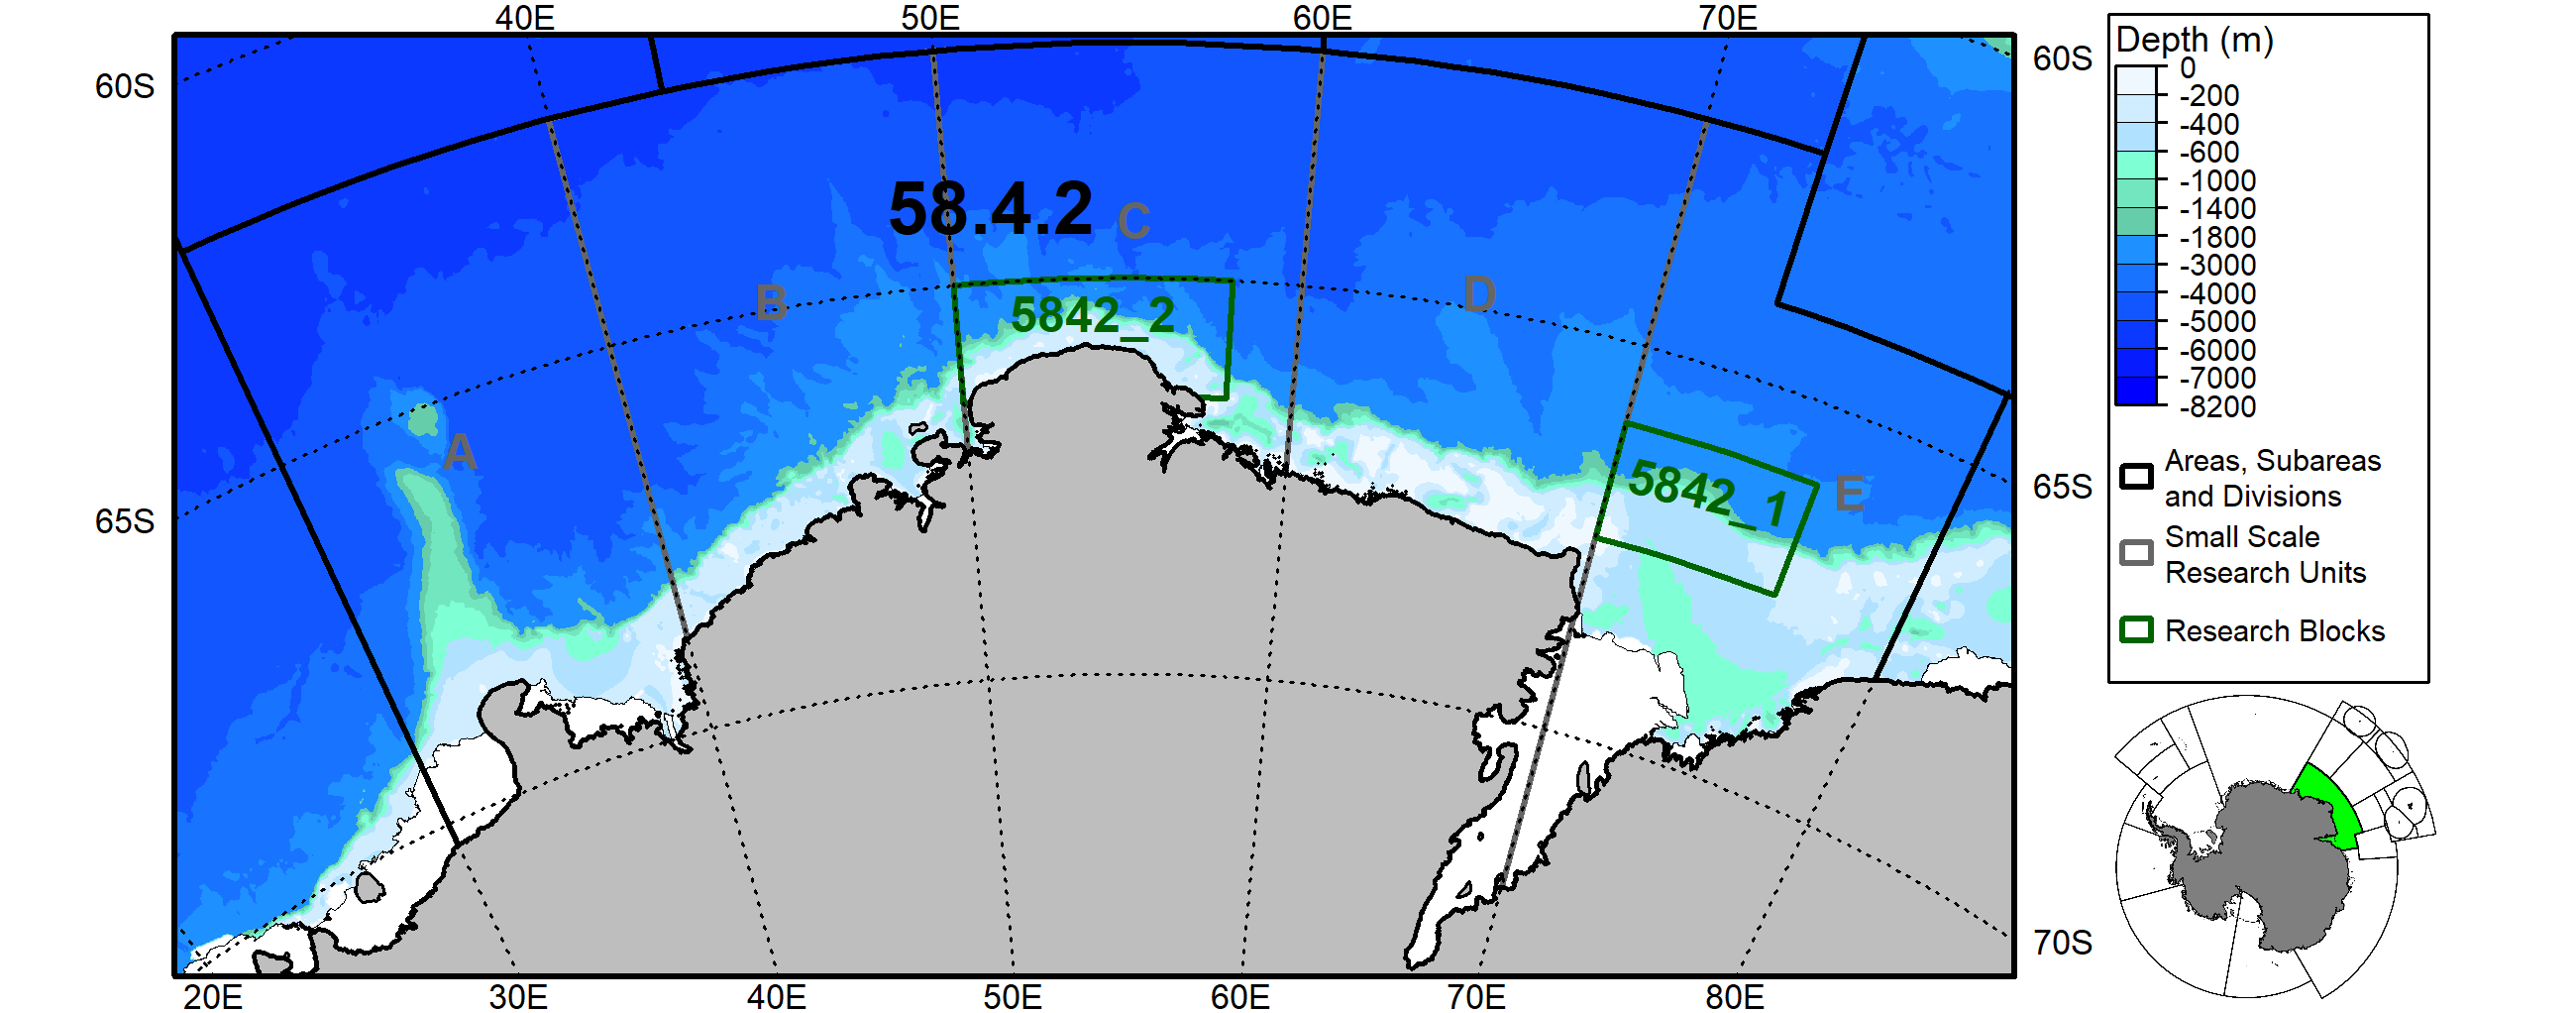 40E
50E
60E
70E
60S
60S
65S
65S
70S
20E
30E
40E
50E
60E
70E
80E
58.4.2
A
B
C
D
E
5842_2
5842_1
Depth (m)
0
-200
-400
-600
-1000
-1400
-1800
-3000
-4000
-5000
-6000
-7000
-8200
Areas, Subareas
and Divisions
Small Scale
Research Units
Research Blocks